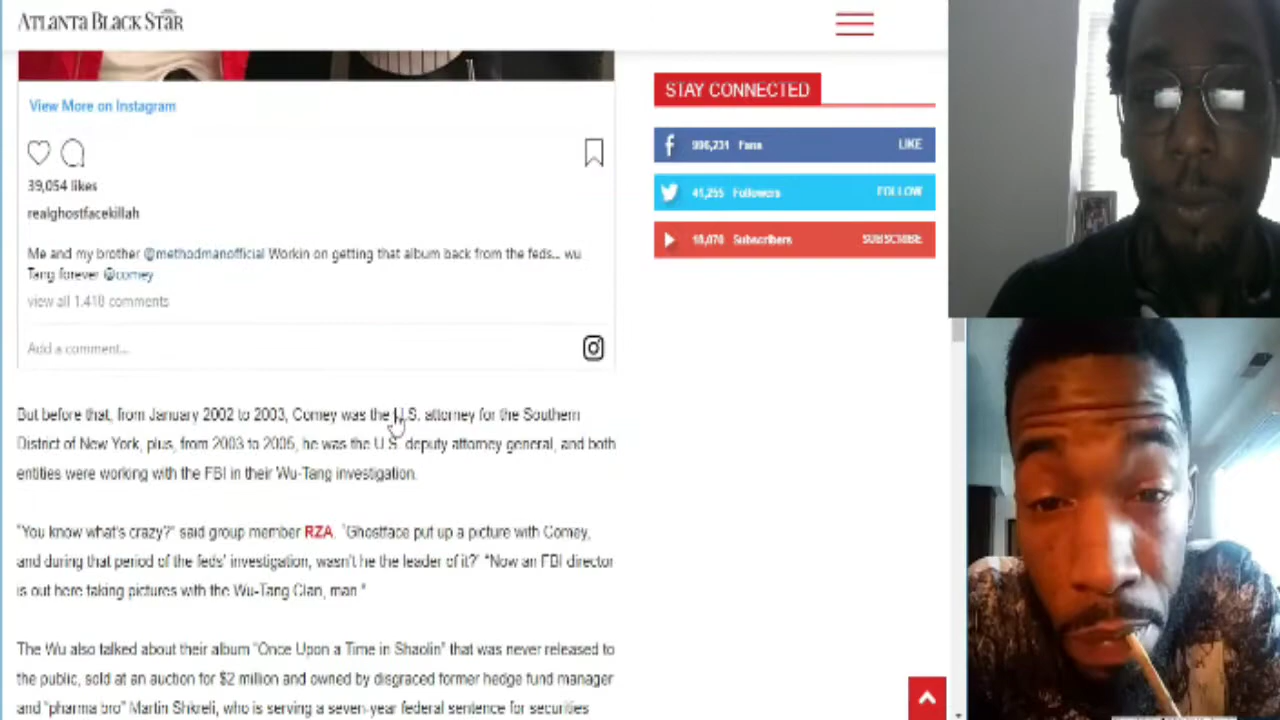 ATLANTA BLACK STAR
View More on Instagram
39,054 likes
realghostfacekillah
Me and my brother @methodmanofficial Workin on getting that album back from the feds... wu
Tang forever @comey
view all 1,418 comments
Add a comment...
But before that, from January 2002 to 2003, Comey was the U.S. attorney for the Southern
District of New York, plus, from 2003 to 2005, he was the U.S. deputy attorney general, and both
entities were working with the FBI in their Wu-Tang investigation.
"You know what's crazy?" said group member RZA. "Ghostface put up a picture with Comey,
and during that period of the feds' investigation, wasn't he the leader of it?" "Now an FBI director
is out here taking pictures with the Wu-Tang Clan, man."
The Wu also talked about their album "Once Upon a Time in Shaolin" that was never released to
the public, sold at an auction for $2 million and owned by disgraced former hedge fund manager
and "pharma bro" Martin Shkreli, who is serving a seven-year federal sentence for securities
STAY CONNECTED
Fans LIKE
41,255 Followers FOLLOW
Subscribers SUBSCRIBE